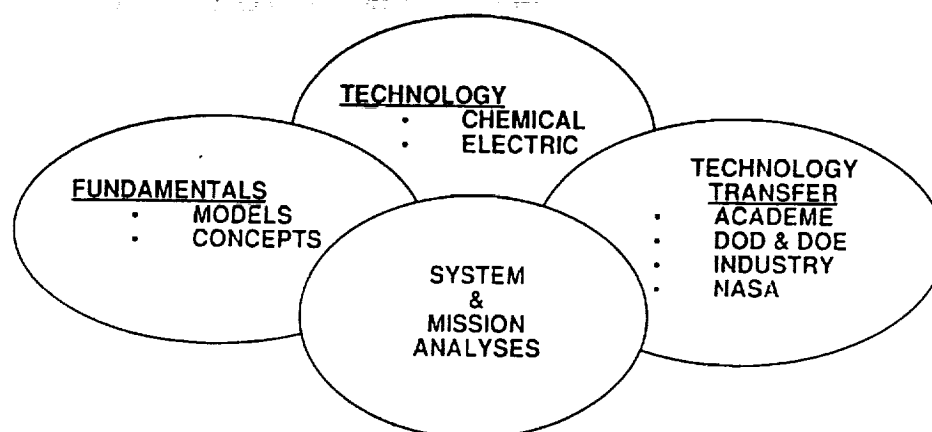 TECHNOLOGY
• CHEMICAL
• ELECTRIC
FUNDAMENTALS
• MODELS
• CONCEPTS
TECHNOLOGY
TRANSFER
• ACADEME
• DOD & DOE
• INDUSTRY
• NASA
SYSTEM
&
MISSION
ANALYSES